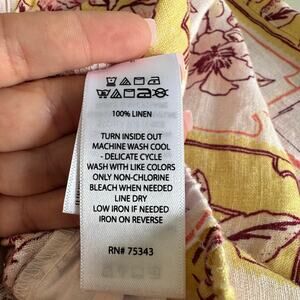 100% LINEN
TURN INSIDE OUT
MACHINE WASH COOL
- DELICATE CYCLE
WASH WITH LIKE COLORS
ONLY NON-CHLORINE
BLEACH WHEN NEEDED
LINE DRY
LOW IRON IF NEEDED
IRON ON REVERSE
RN# 75343